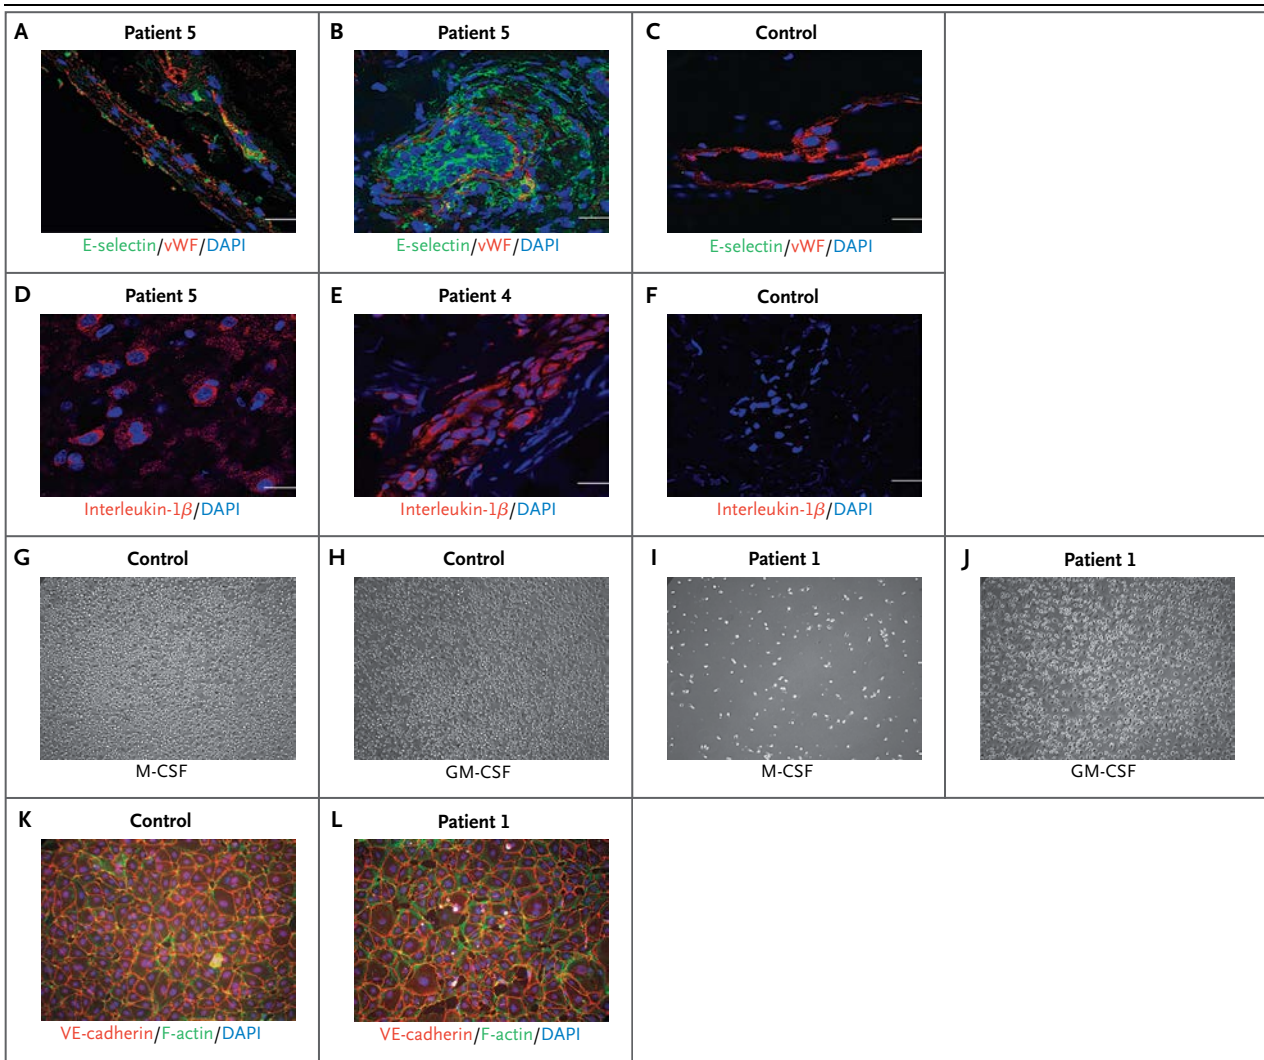 A
Patient 5
E-selectin/vWF/DAPI
B
Patient 5
E-selectin/vWF/DAPI
C
Control
E-selectin/vWF/DAPI
D
Patient 5
Interleukin-1β/DAPI
E
Patient 4
Interleukin-1β/DAPI
F
Control
Interleukin-1β/DAPI
G
Control
M-CSF
H
Control
GM-CSF
I
Patient 1
M-CSF
J
Patient 1
GM-CSF
K
Control
VE-cadherin/F-actin/DAPI
L
Patient 1
VE-cadherin/F-actin/DAPI